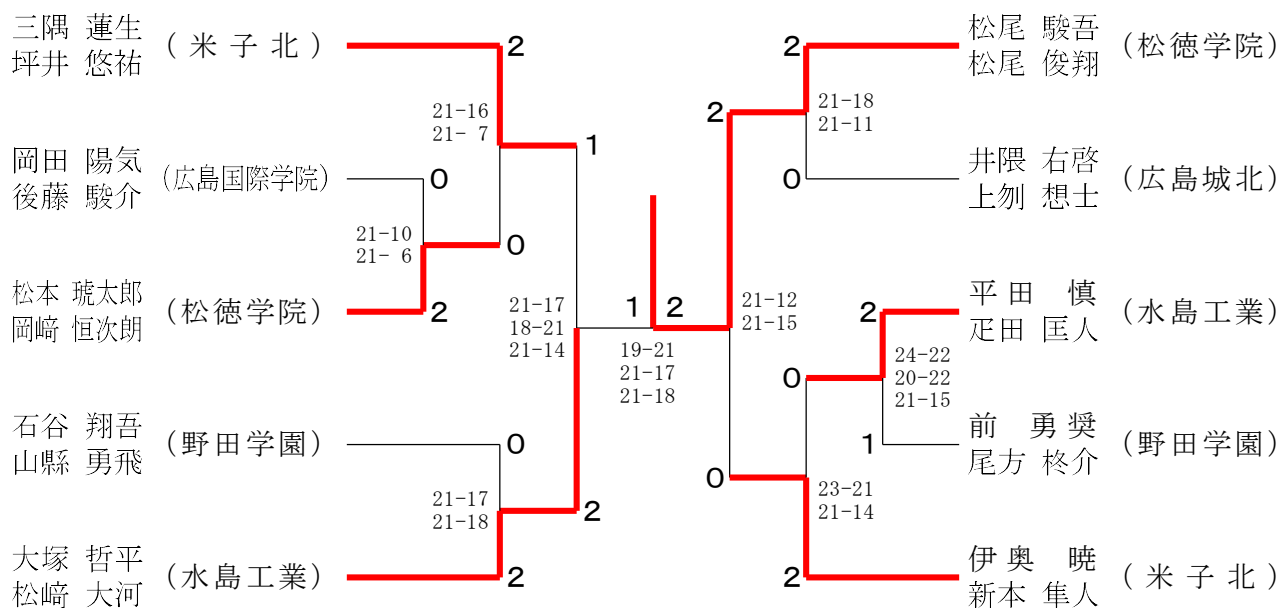 三隅 蓮生
坪井 悠祐
(米子北)
2
21-16
21- 7
1
岡田 陽気
後藤 駿介
(広島国際学院)
0
21-10
21- 6
0
松本 琥太郎
岡﨑 恒次朗
(松徳学院)
2
21-17
18-21
21-14
石谷 翔吾
山縣 勇飛
(野田学園)
0
21-17
21-18
2
大塚 哲平
松﨑 大河
(水島工業)
2
1
2
19-21
21-17
21-18
2
松尾 駿吾
松尾 俊翔
(松徳学院)
2
21-18
21-11
0
井隈 右啓
上刎 想士
(広島城北)
21-12
21-15
2
平田 慎
疋田 匡人
(水島工業)
0
24-22
20-22
21-15
1
前 勇奨
尾方 柊介
(野田学園)
0
23-21
21-14
2
伊奥 暁
新本 隼人
(米子北)